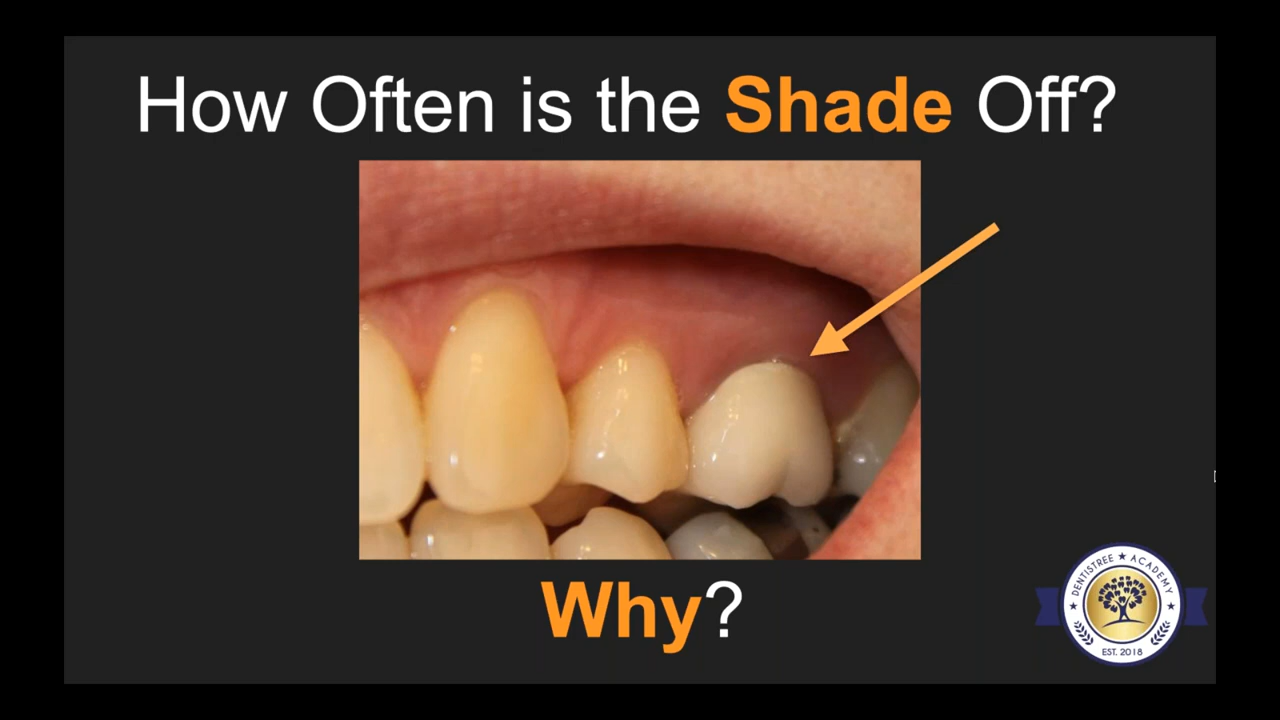 How Often is the Shade Off?
Why?
DENTISTREE ★ ACADEMY
EST. 2018